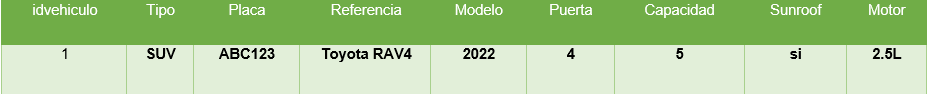 idvehiculo Tipo Placa Referencia Modelo Puerta Capacidad Sunroof Motor
1 SUV ABC123 Toyota RAV4 2022 4 5 si 2.5L